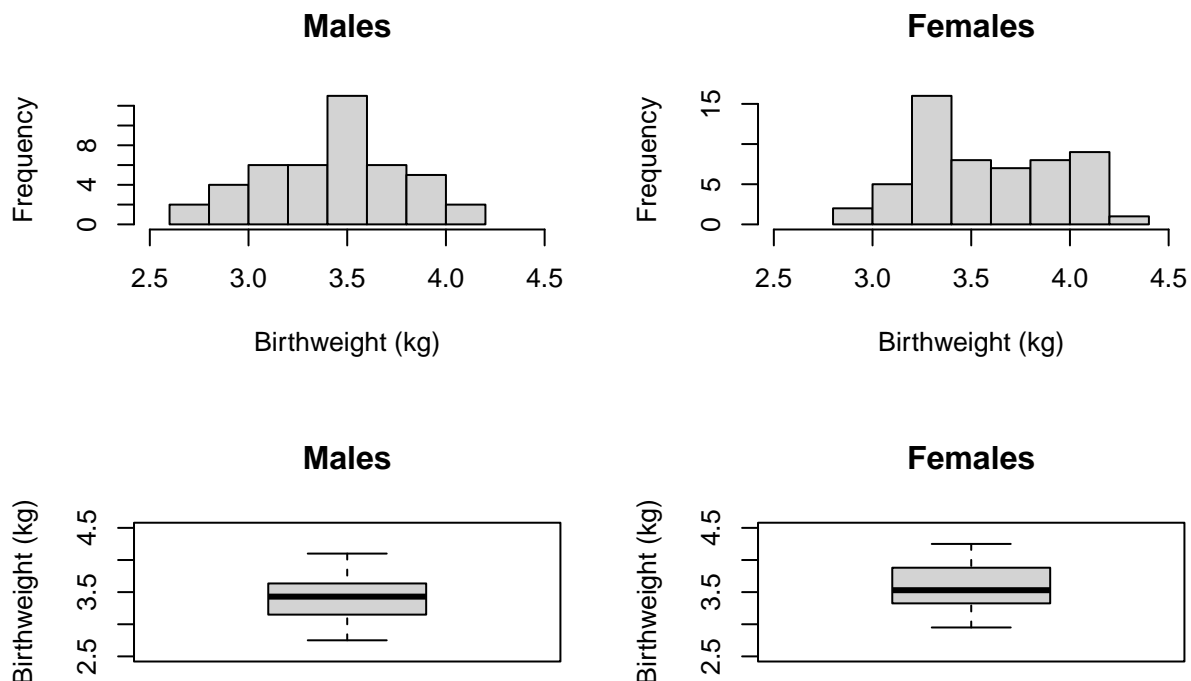 Males
Frequency
0 4 8
2.5 3.0 3.5 4.0 4.5
Birthweight (kg)
Females
Frequency
0 5 15
2.5 3.0 3.5 4.0 4.5
Birthweight (kg)
Males
Birthweight (kg)
2.5 3.5 4.5
Females
Birthweight (kg)
2.5 3.5 4.5